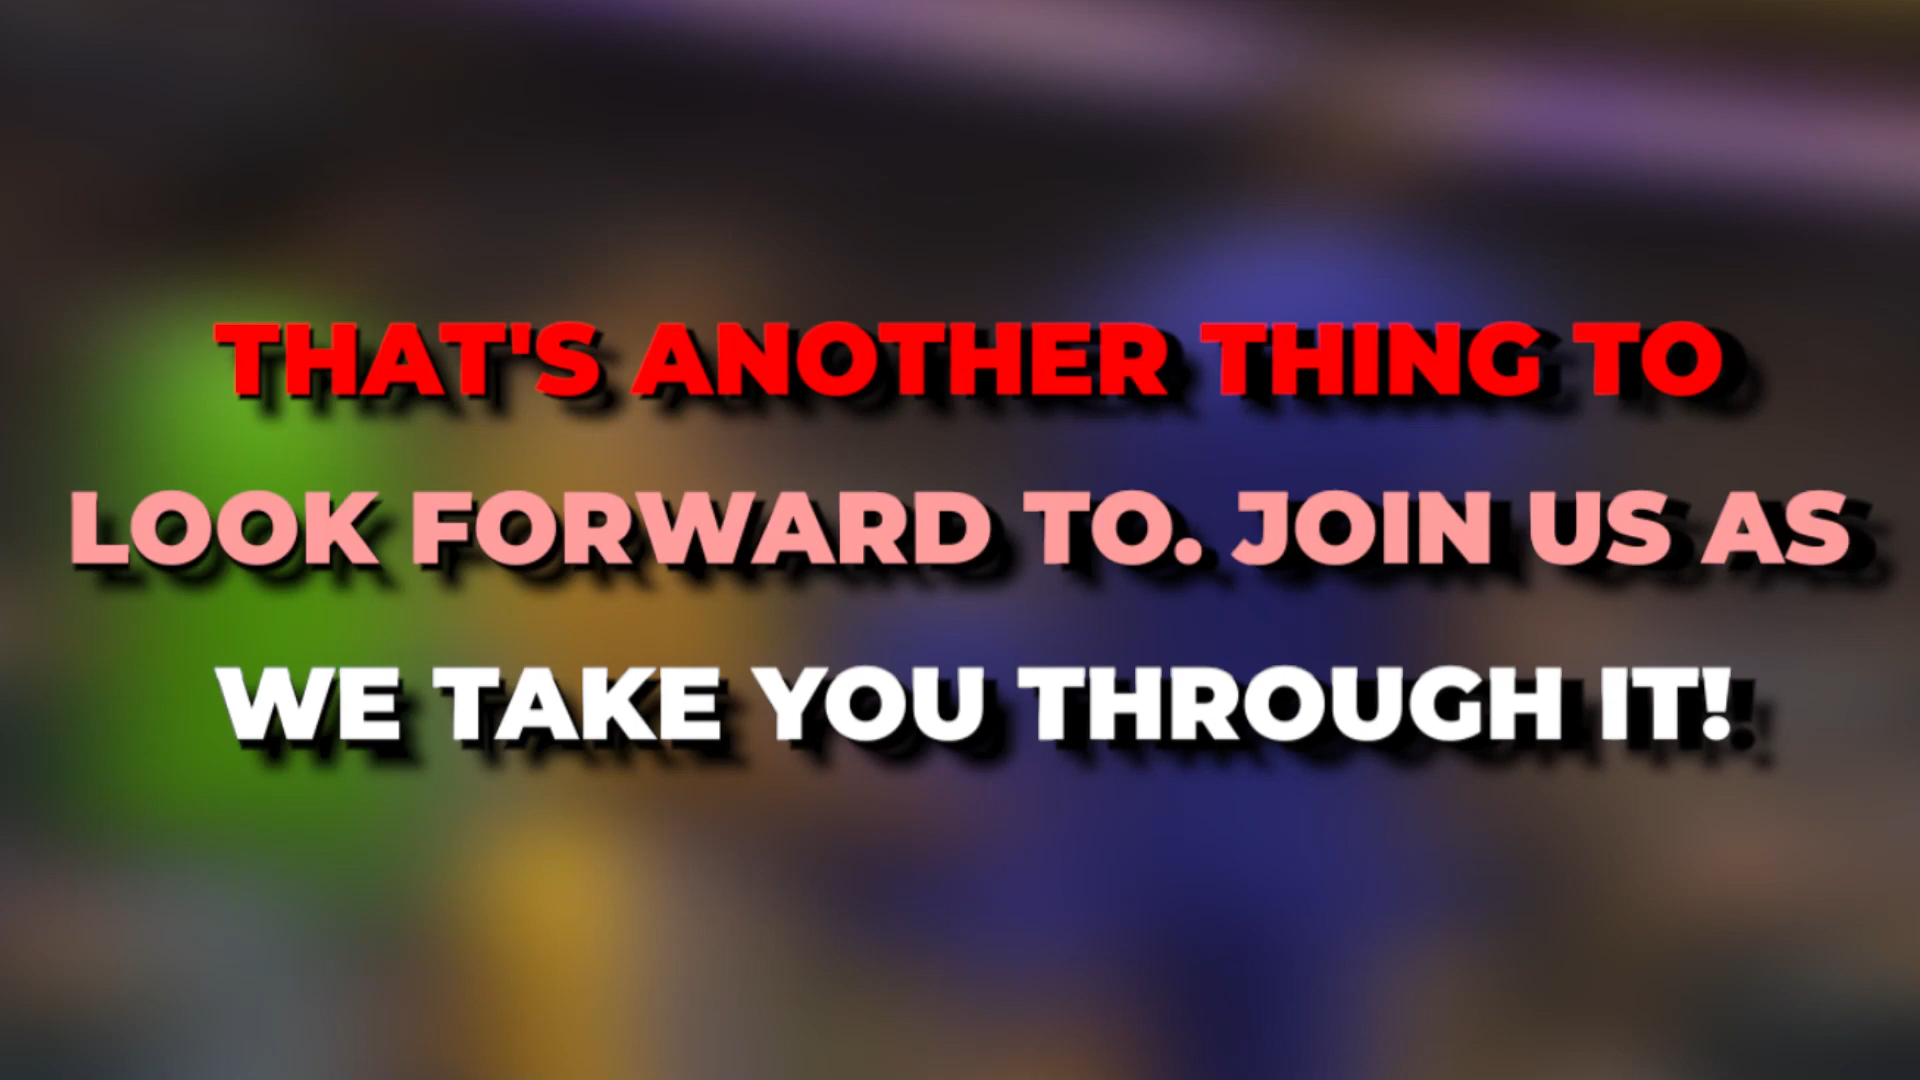 THAT'S ANOTHER THING TO
LOOK FORWARD TO. JOIN US AS
WE TAKE YOU THROUGH IT!